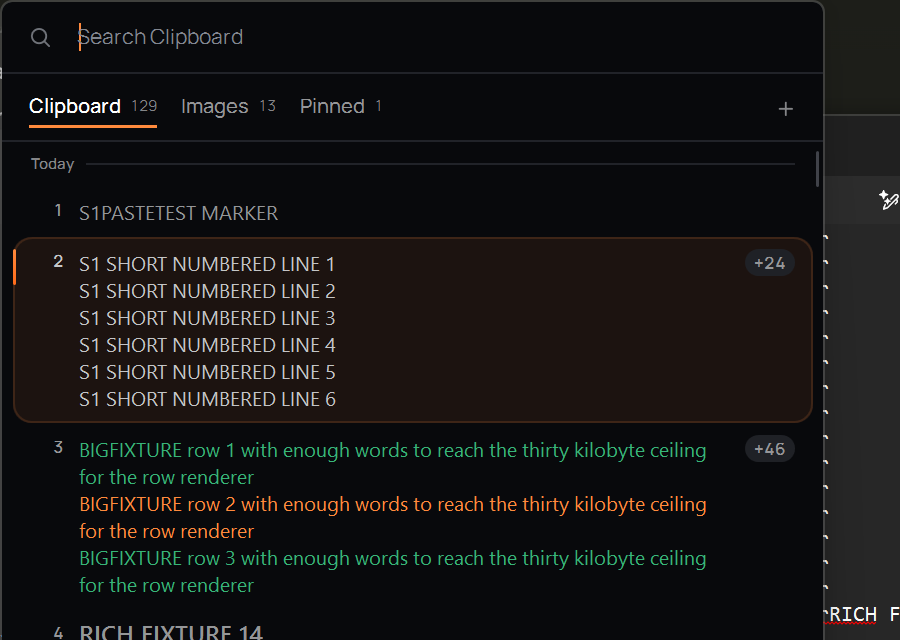 Search Clipboard
Clipboard 129 Images 13 Pinned 1 +
Today
1 S1PASTETEST MARKER
2 S1 SHORT NUMBERED LINE 1 +24
S1 SHORT NUMBERED LINE 2
S1 SHORT NUMBERED LINE 3
S1 SHORT NUMBERED LINE 4
S1 SHORT NUMBERED LINE 5
S1 SHORT NUMBERED LINE 6
3 BIGFIXTURE row 1 with enough words to reach the thirty kilobyte ceiling +46
for the row renderer
BIGFIXTURE row 2 with enough words to reach the thirty kilobyte ceiling
for the row renderer
BIGFIXTURE row 3 with enough words to reach the thirty kilobyte ceiling
for the row renderer
4 RICH FIXTURE 14
RICH F